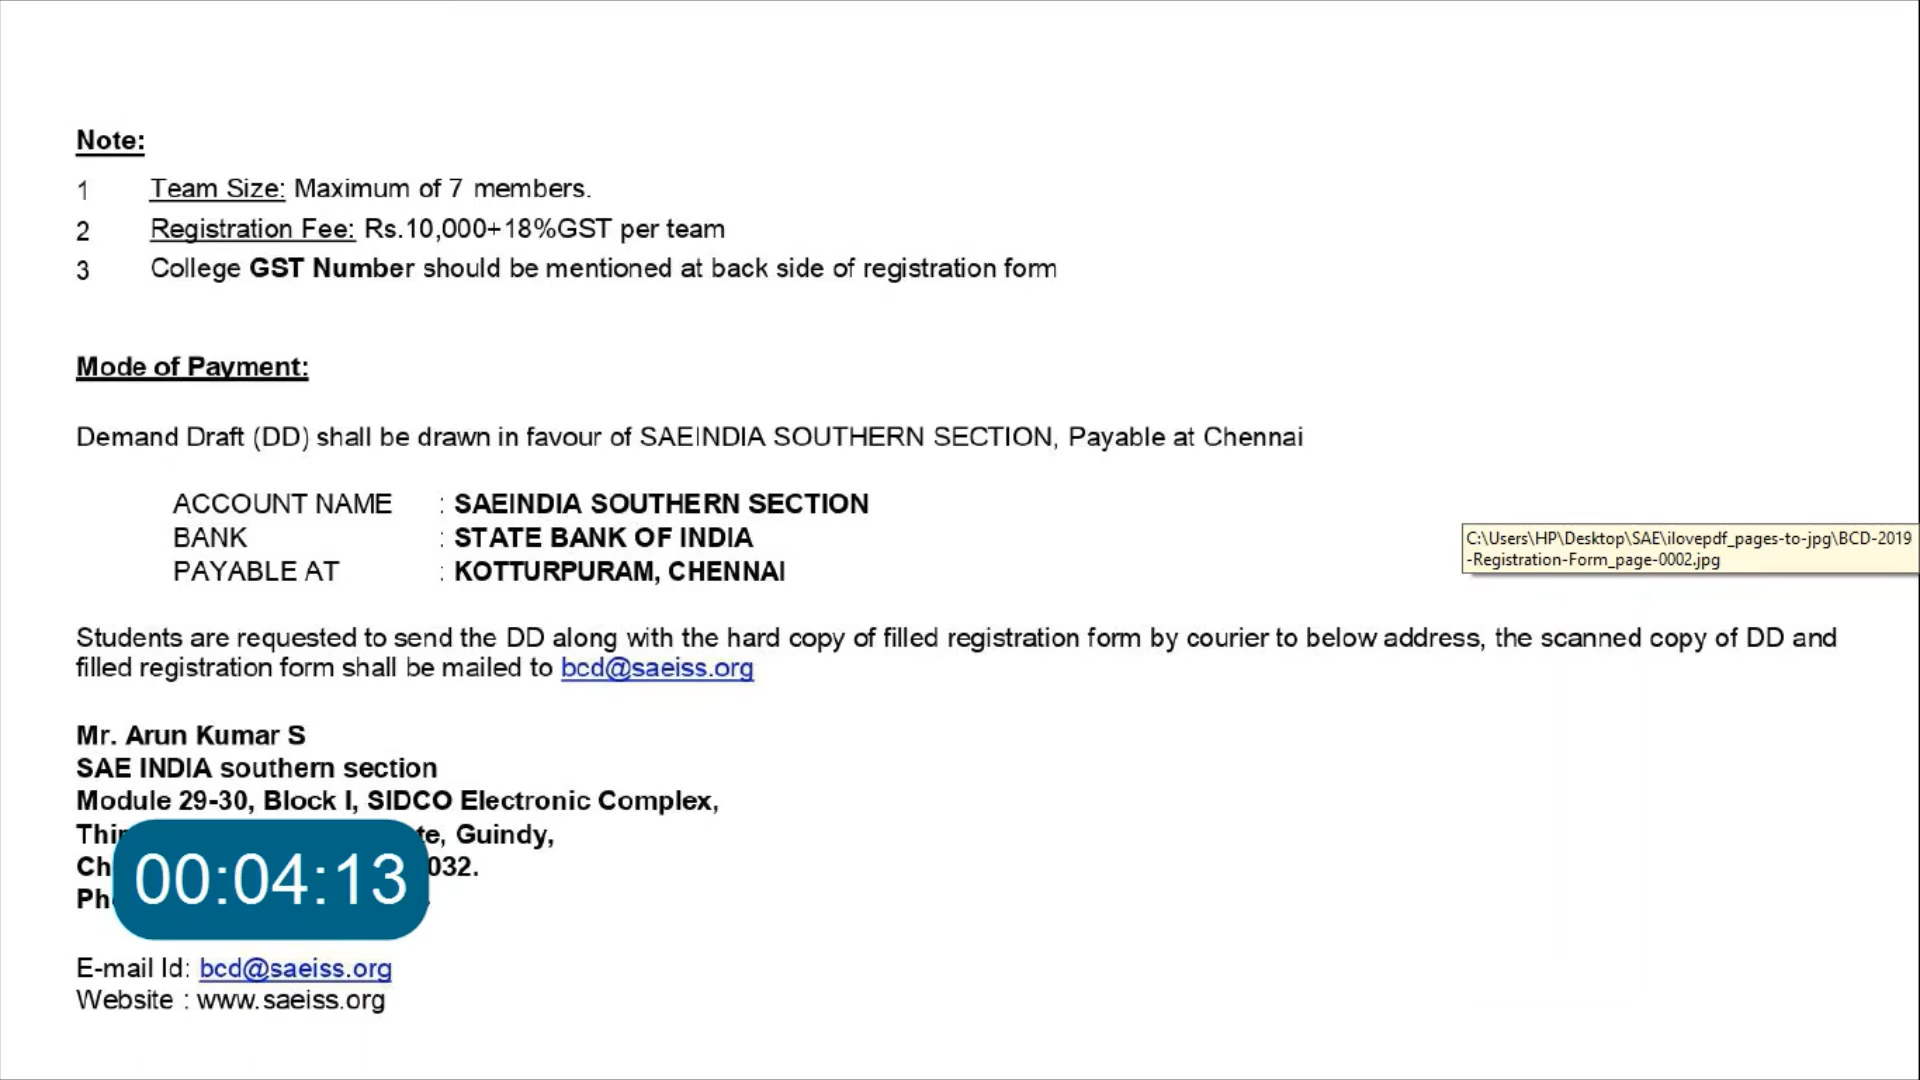 Note:
1 Team Size: Maximum of 7 members.
2 Registration Fee: Rs.10,000+18%GST per team
3 College GST Number should be mentioned at back side of registration form
Mode of Payment:
Demand Draft (DD) shall be drawn in favour of SAEINDIA SOUTHERN SECTION, Payable at Chennai
ACCOUNT NAME : SAEINDIA SOUTHERN SECTION
BANK : STATE BANK OF INDIA
PAYABLE AT : KOTTURPURAM, CHENNAI
C:\Users\HP\Desktop\SAE\ilovepdf_pages-to-jpg\BCD-2019
-Registration-Form_page-0002.jpg
Students are requested to send the DD along with the hard copy of filled registration form by courier to below address, the scanned copy of DD and
filled registration form shall be mailed to bcd@saeiss.org
Mr. Arun Kumar S
SAE INDIA southern section
Module 29-30, Block I, SIDCO Electronic Complex,
Guindy,
032.
00:04:13
E-mail Id: bcd@saeiss.org
Website : www.saeiss.org